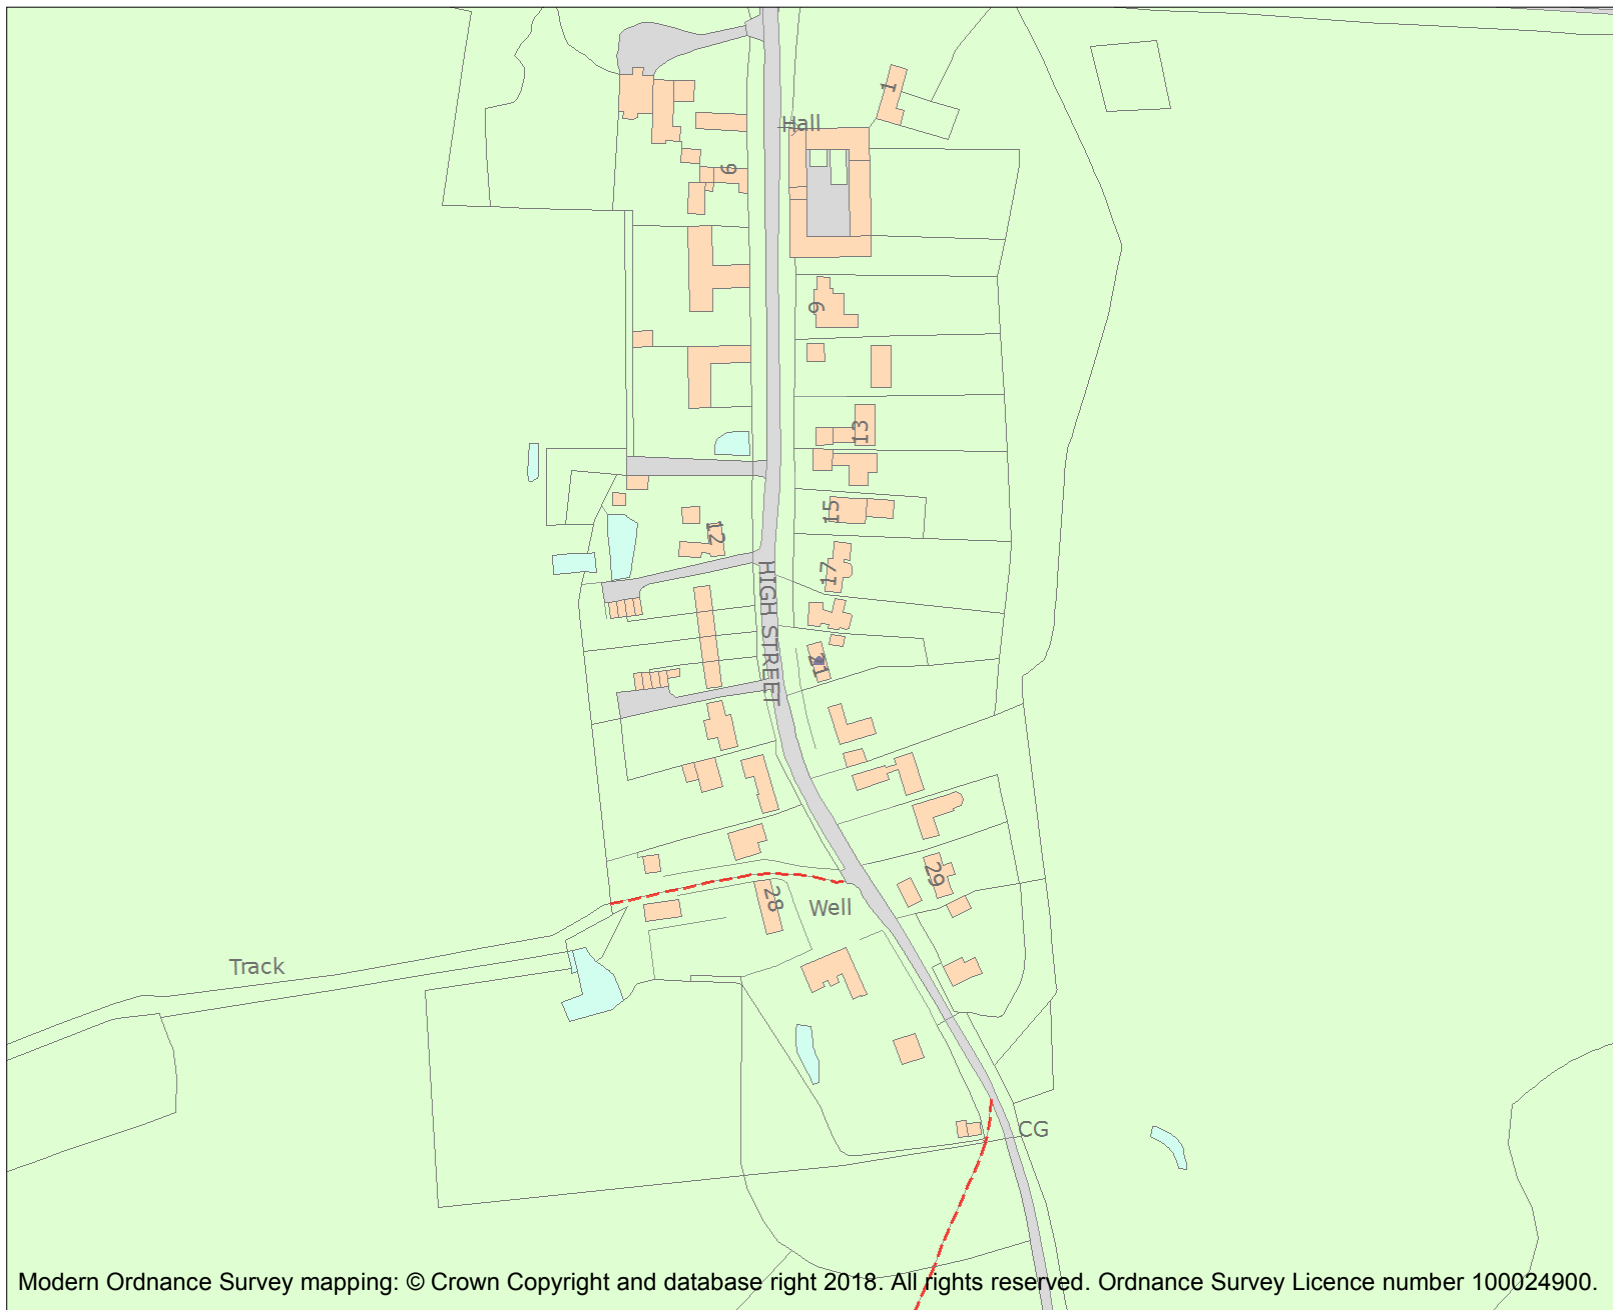 1
Hall
6
9
13
15
12
17
HIGH STREET
21
29
28
Well
Track
CG
Modern Ordnance Survey mapping: © Crown Copyright and database right 2018. All rights reserved. Ordnance Survey Licence number 100024900.